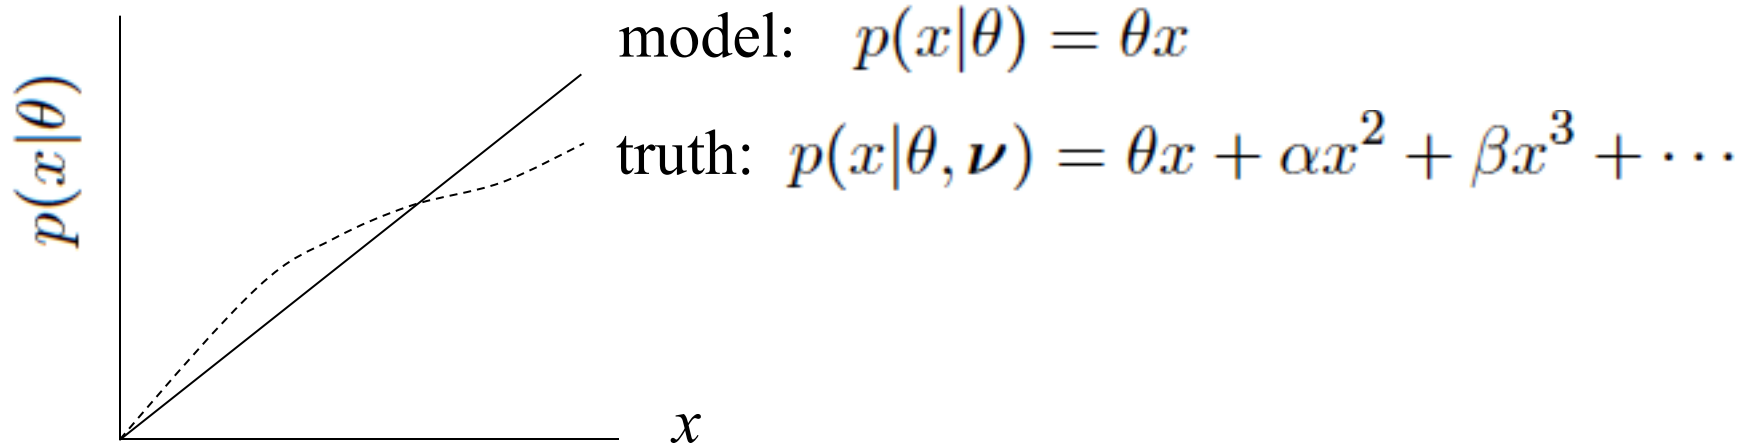 p(x|θ)
model: p(x|θ) = θx
truth: p(x|θ, 𝝂) = θx + αx² + βx³ + ···
x